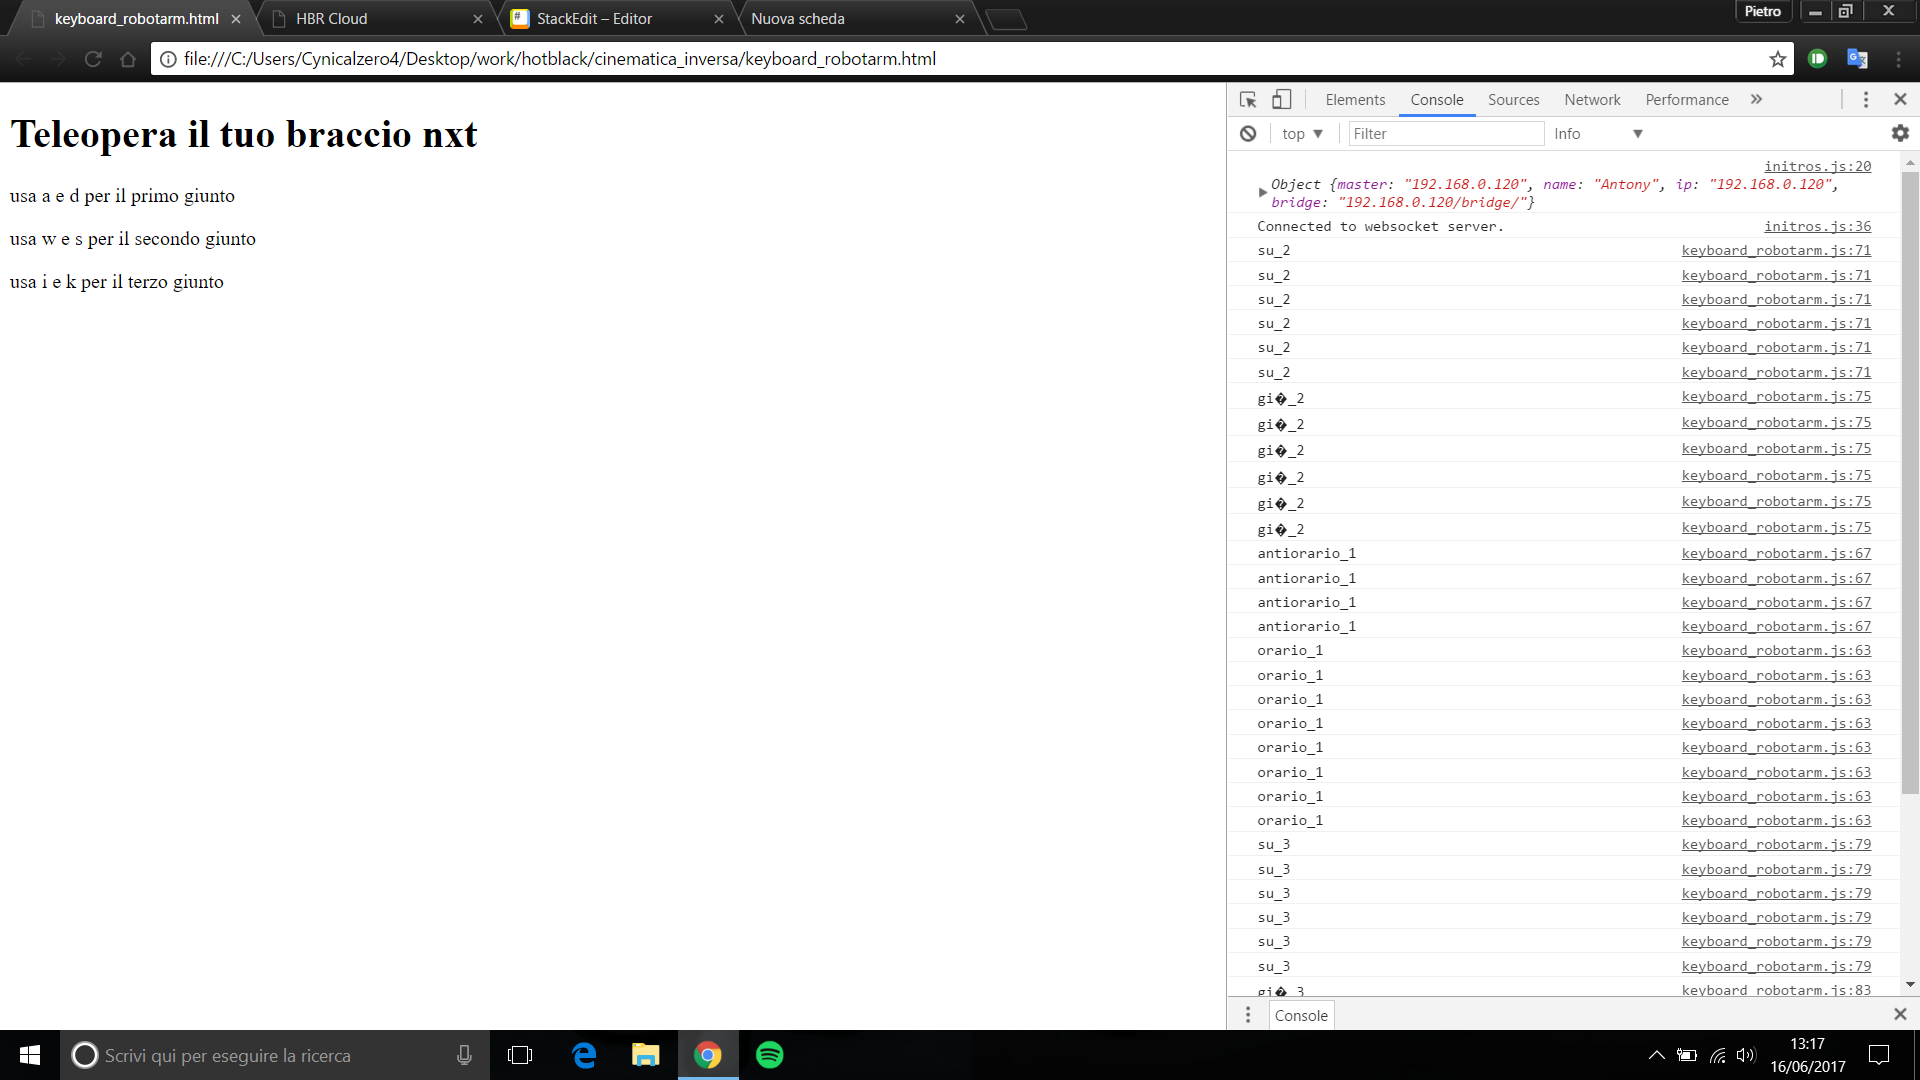 keyboard_robotarm.html
HBR Cloud
StackEdit – Editor
Nuova scheda
Pietro
file:///C:/Users/Cynicalzero4/Desktop/work/hotblack/cinematica_inversa/keyboard_robotarm.html
Teleopera il tuo braccio nxt
usa a e d per il primo giunto
usa w e s per il secondo giunto
usa i e k per il terzo giunto
Elements Console Sources Network Performance »
top Filter Info
initros.js:20
Object {master: "192.168.0.120", name: "Antony", ip: "192.168.0.120",
bridge: "192.168.0.120/bridge/"}
Connected to websocket server. initros.js:36
su_2 keyboard_robotarm.js:71
su_2 keyboard_robotarm.js:71
su_2 keyboard_robotarm.js:71
su_2 keyboard_robotarm.js:71
su_2 keyboard_robotarm.js:71
su_2 keyboard_robotarm.js:71
gi�_2 keyboard_robotarm.js:75
gi�_2 keyboard_robotarm.js:75
gi�_2 keyboard_robotarm.js:75
gi�_2 keyboard_robotarm.js:75
gi�_2 keyboard_robotarm.js:75
gi�_2 keyboard_robotarm.js:75
antiorario_1 keyboard_robotarm.js:67
antiorario_1 keyboard_robotarm.js:67
antiorario_1 keyboard_robotarm.js:67
antiorario_1 keyboard_robotarm.js:67
orario_1 keyboard_robotarm.js:63
orario_1 keyboard_robotarm.js:63
orario_1 keyboard_robotarm.js:63
orario_1 keyboard_robotarm.js:63
orario_1 keyboard_robotarm.js:63
orario_1 keyboard_robotarm.js:63
orario_1 keyboard_robotarm.js:63
orario_1 keyboard_robotarm.js:63
su_3 keyboard_robotarm.js:79
su_3 keyboard_robotarm.js:79
su_3 keyboard_robotarm.js:79
su_3 keyboard_robotarm.js:79
su_3 keyboard_robotarm.js:79
su_3 keyboard_robotarm.js:79
gi�_3 keyboard_robotarm.js:83
Console
Scrivi qui per eseguire la ricerca
13:17
16/06/2017